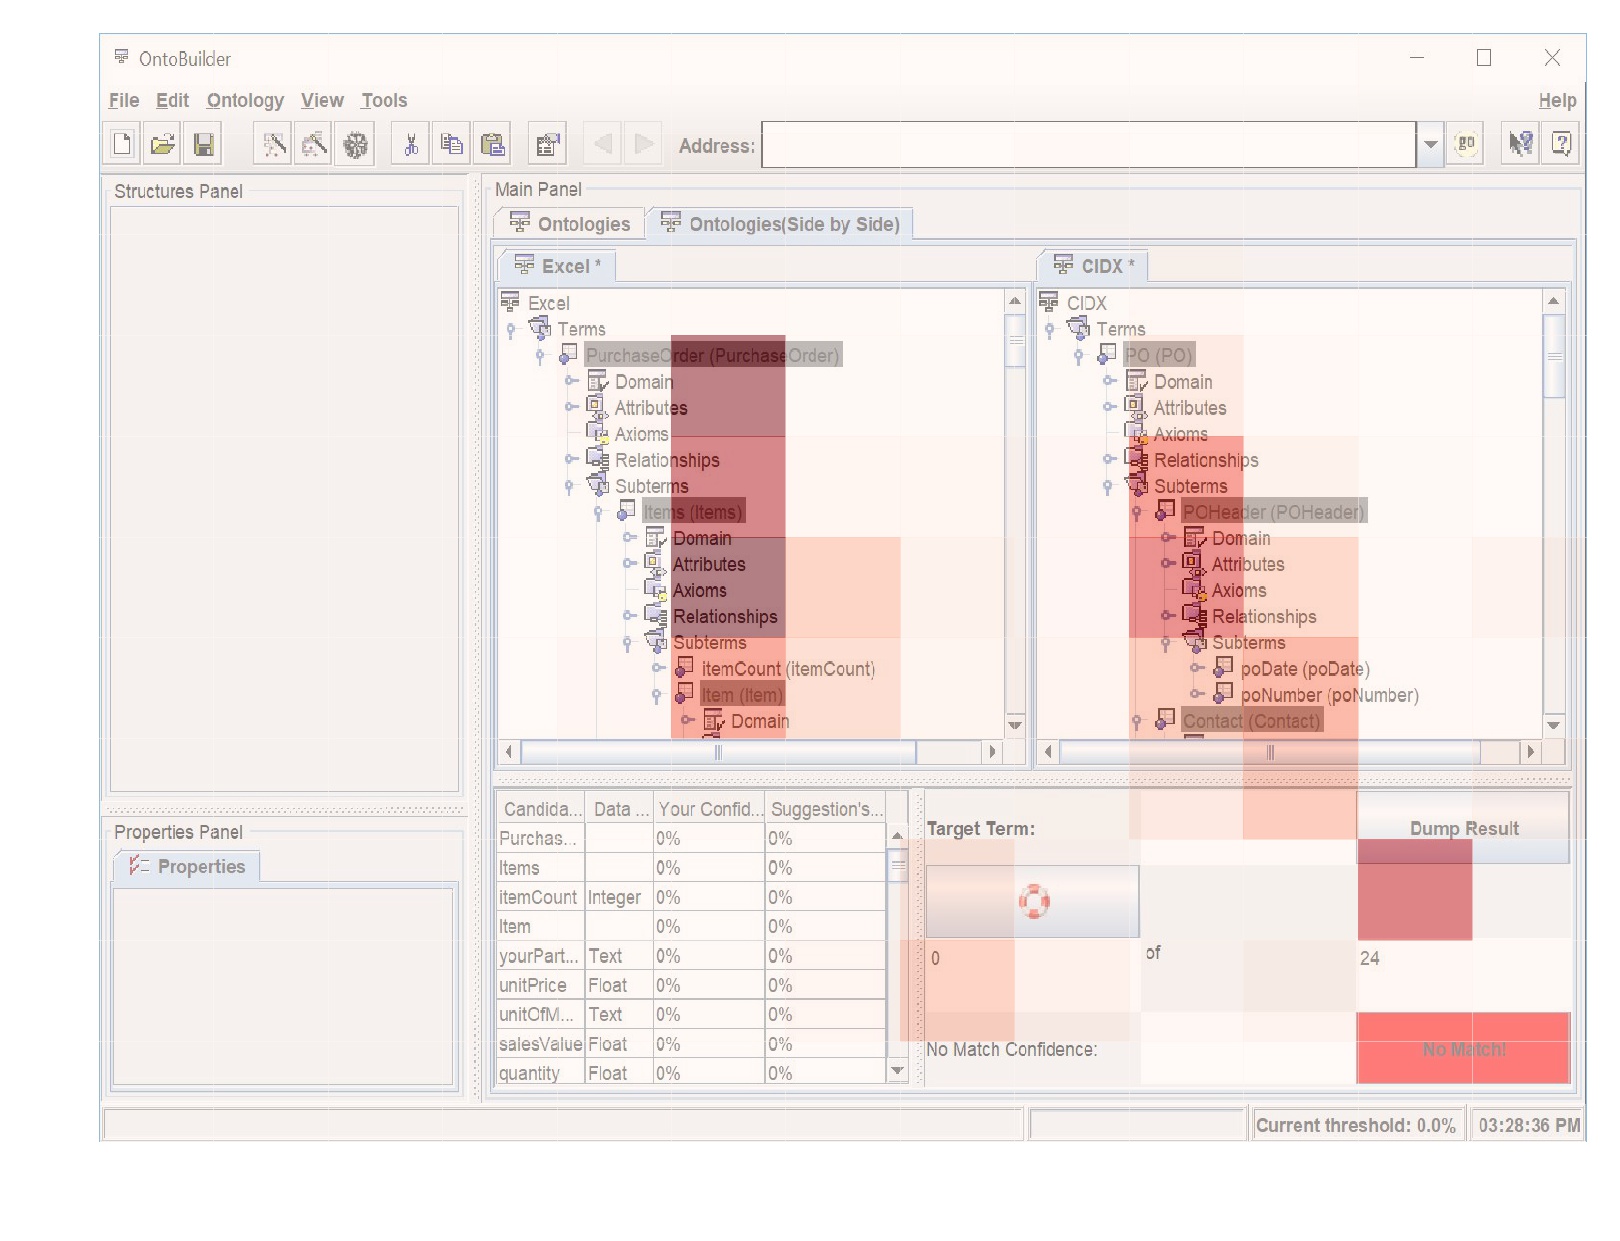 OntoBuilder
File Edit Ontology View Tools Help
Address: go
Structures Panel
Main Panel
Ontologies Ontologies(Side by Side)
Excel * CIDX *
Excel
Terms
PurchaseOrder (PurchaseOrder)
Domain
Attributes
Axioms
Relationships
Subterms
Items (Items)
Domain
Attributes
Axioms
Relationships
Subterms
itemCount (itemCount)
Item (Item)
Domain
CIDX
Terms
PO (PO)
Domain
Attributes
Axioms
Relationships
Subterms
POHeader (POHeader)
Domain
Attributes
Axioms
Relationships
Subterms
poDate (poDate)
poNumber (poNumber)
Contact (Contact)
Properties Panel
Properties
Candida... Data ... Your Confid... Suggestion's...
Purchas... 0% 0%
Items 0% 0%
itemCount Integer 0% 0%
Item 0% 0%
yourPart... Text 0% 0%
unitPrice Float 0% 0%
unitOfM... Text 0% 0%
salesValue Float 0% 0%
quantity Float 0% 0%
Target Term: Dump Result
0 of 24
No Match Confidence: No Match!
Current threshold: 0.0% 03:28:36 PM